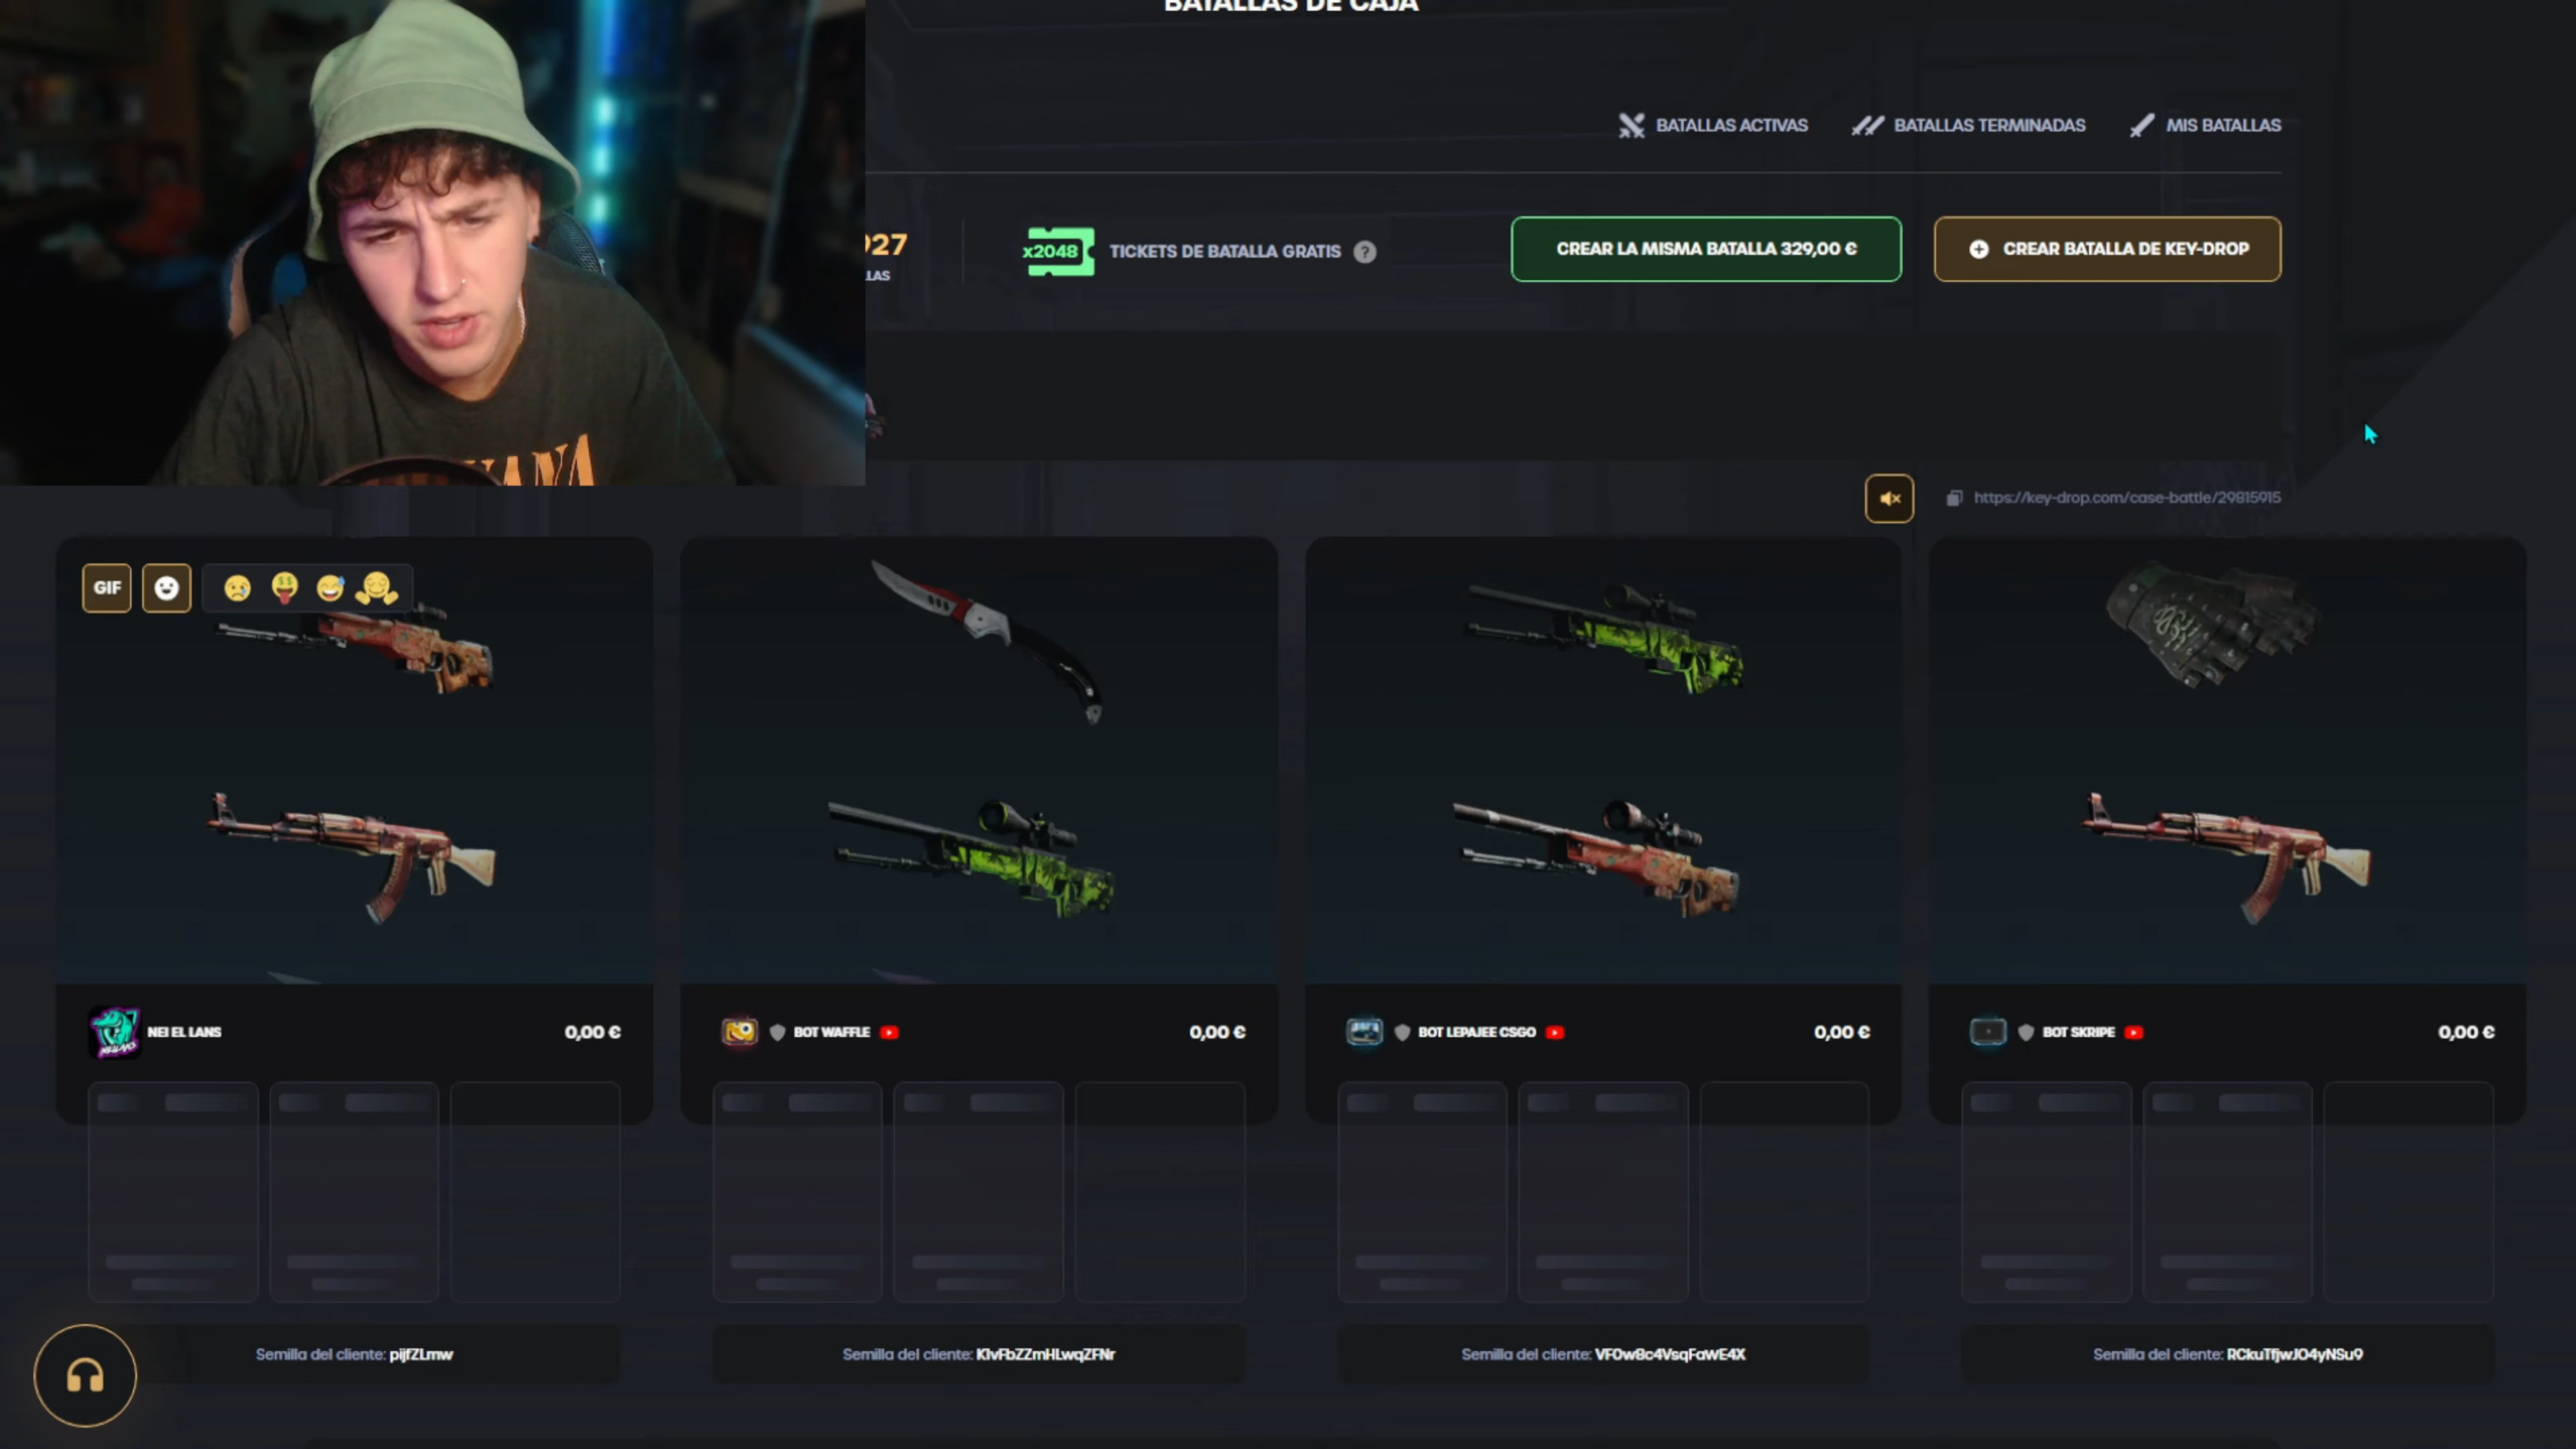 BATALLAS DE CAJA
BATALLAS ACTIVAS
BATALLAS TERMINADAS
MIS BATALLAS
927
LAS
x2048
TICKETS DE BATALLA GRATIS ?
CREAR LA MISMA BATALLA 329,00 €
CREAR BATALLA DE KEY-DROP
https://key-drop.com/case-battle/29815915
GIF
NEI EL LANS 0,00 €
BOT WAFFLE 0,00 €
BOT LEPAJEE CSGO 0,00 €
BOT SKRIPE 0,00 €
Semilla del cliente: pijfZLmw
Semilla del cliente: KlvFbZZmHLwqZFNr
Semilla del cliente: VF0w8c4VsqFaWE4X
Semilla del cliente: RCkuTfjwJO4yNSu9